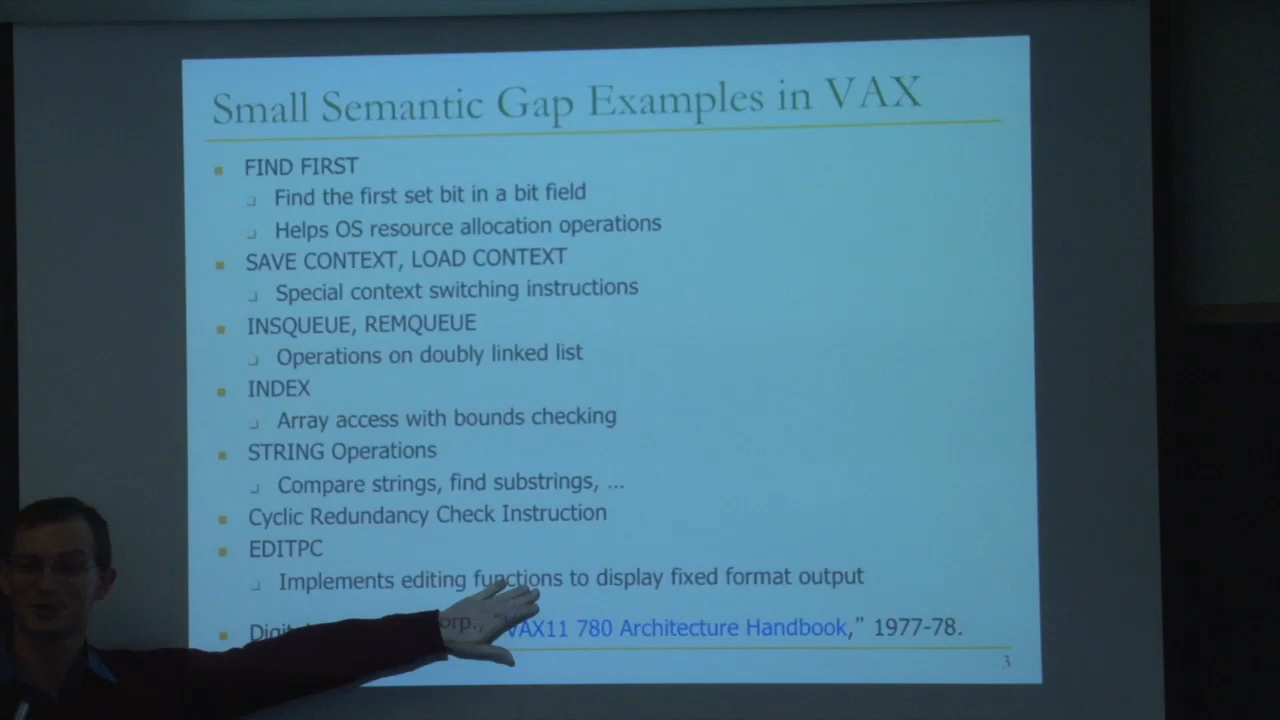 Small Semantic Gap Examples in VAX
FIND FIRST
Find the first set bit in a bit field
Helps OS resource allocation operations
SAVE CONTEXT, LOAD CONTEXT
Special context switching instructions
INSQUEUE, REMQUEUE
Operations on doubly linked list
INDEX
Array access with bounds checking
STRING Operations
Compare strings, find substrings, ...
Cyclic Redundancy Check Instruction
EDITPC
Implements editing functions to display fixed format output
orp., “VAX11 780 Architecture Handbook,” 1977-78.
3